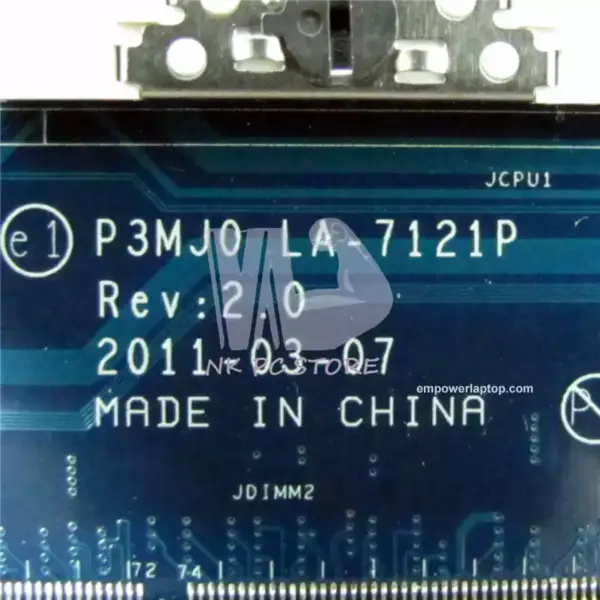 JCPU1
e1 P3MJ0 LA-7121P
Rev:2.0
2011-03-07
NK PCSTORE
empowerlaptop.com
MADE IN CHINA
JDIMM2
72 74